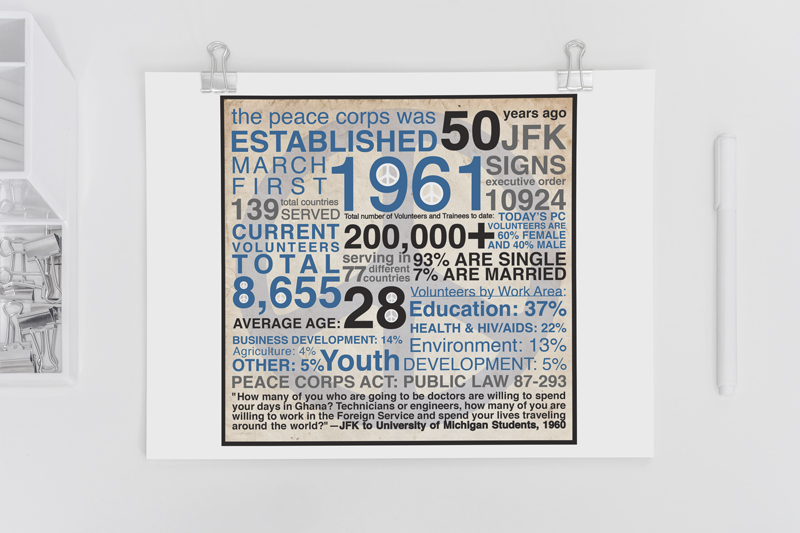 the peace corps was
ESTABLISHED
50
years ago
JFK
MARCH
FIRST
1961
SIGNS
executive order
10924
139
total countries
SERVED
Total number of Volunteers and Trainees to date:
200,000+
TODAY'S PC
VOLUNTEERS ARE
60% FEMALE
AND 40% MALE
CURRENT
VOLUNTEERS
TOTAL
8,655
serving in
77
different
countries
93% ARE SINGLE
7% ARE MARRIED
AVERAGE AGE:
28
Volunteers by Work Area:
Education: 37%
HEALTH & HIV/AIDS: 22%
Environment: 13%
BUSINESS DEVELOPMENT: 14%
Agriculture: 4%
OTHER: 5%
Youth
DEVELOPMENT: 5%
PEACE CORPS ACT: PUBLIC LAW 87-293
"How many of you who are going to be doctors are willing to spend
your days in Ghana? Technicians or engineers, how many of you are
willing to work in the Foreign Service and spend your lives traveling
around the world?" —JFK to University of Michigan Students, 1960